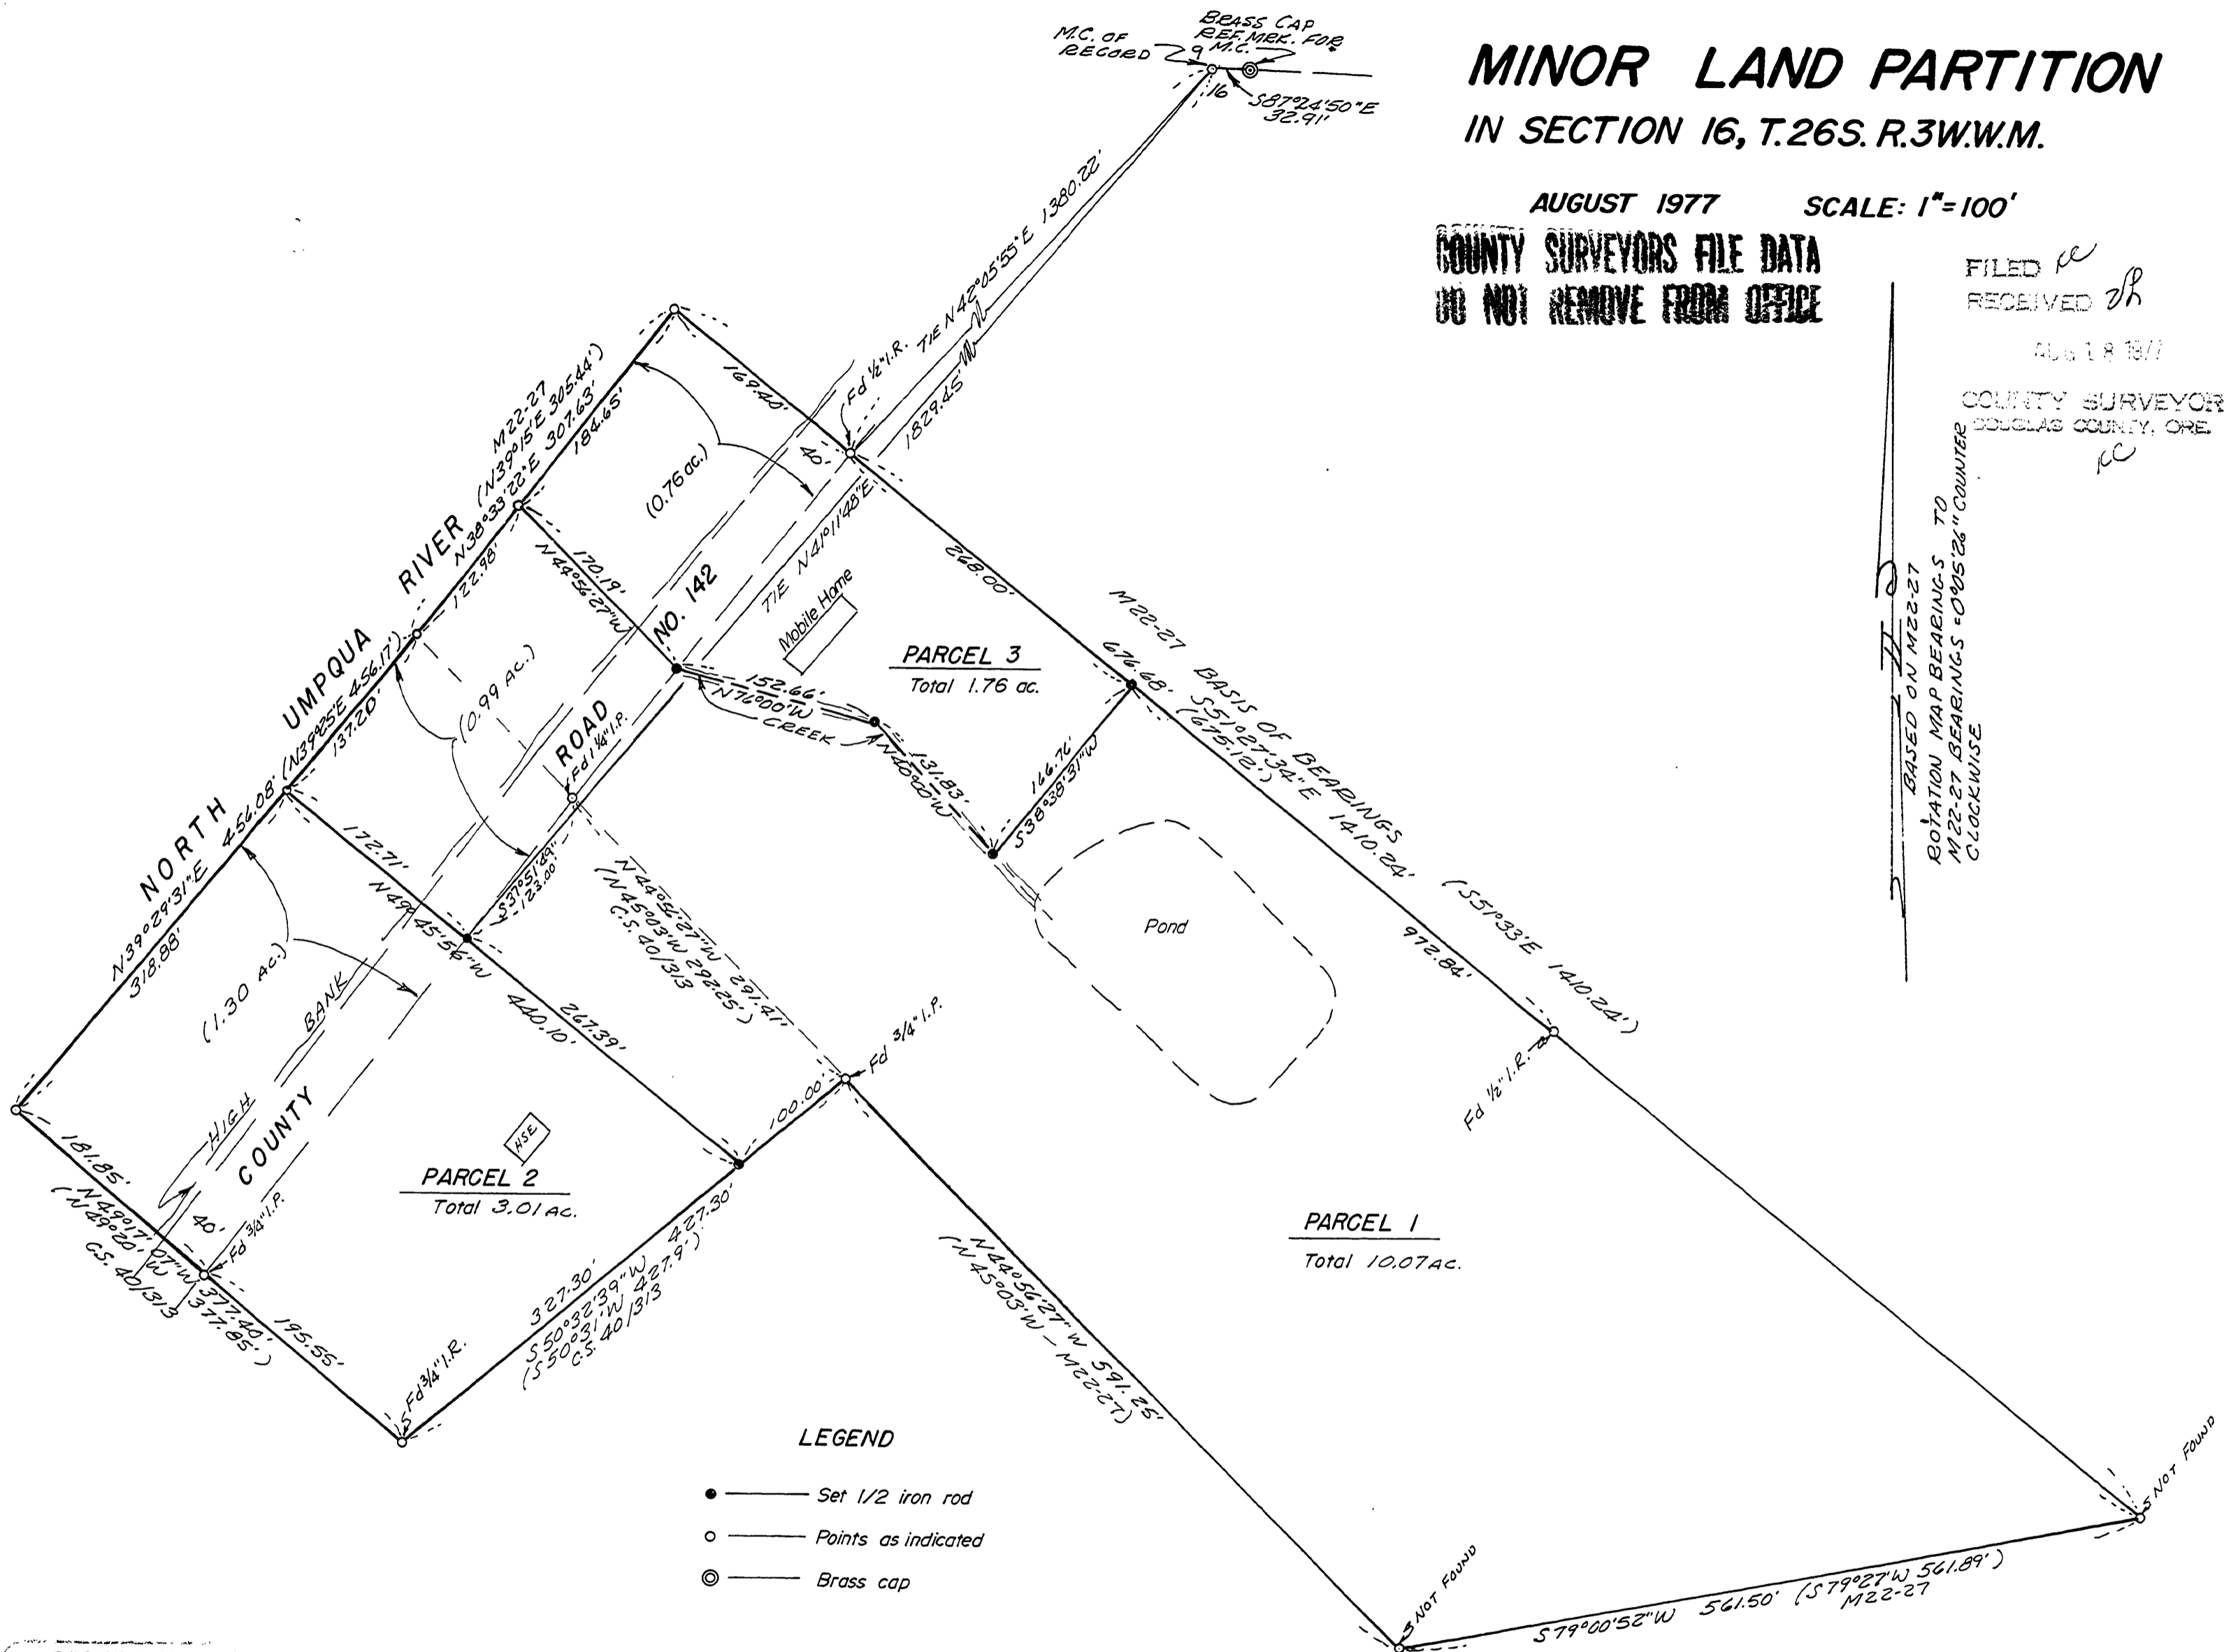 M.C. OF
RECORD
BRASS CAP
REF. MRK. FOR
M.C.
9
16
S87°24'50"E
32.91'
MINOR LAND PARTITION
IN SECTION 16, T.26S. R.3W.W.M.
AUGUST 1977 SCALE: 1"=100'
COUNTY SURVEYORS FILE DATA
DO NOT REMOVE FROM OFFICE
FILED
RECEIVED
AUG 18 1977
COUNTY SURVEYOR
DOUGLAS COUNTY, ORE.
BASED ON M22-27
ROTATION MAP BEARINGS TO
M22-27 BEARINGS = 0°05'26" COUNTER
CLOCKWISE
TIE N42°05'55"E 1380.22'
1829.45'
TIE N41°11'48"E
Fd 1/2" I.R.
169.40'
40'
M22-27
(N39°15'E 305.44')
N38°33'22"E 307.63'
184.65'
122.98'
(0.76 ac.)
NORTH UMPQUA RIVER
170.19'
N44°56'27"W
COUNTY ROAD NO. 142
Mobile Home
268.00'
PARCEL 3
Total 1.76 ac.
152.66'
N76°00'W
CREEK
131.83'
N40°00'W
166.76'
S38°38'31"W
M22-27 BASIS OF BEARINGS
676.68' S51°27'34"E 1410.24' (S51°33'E 1410.24')
(675.12')
972.84'
(0.99 AC.)
Fd 1 1/4" I.P.
N39°29'31"E 456.08' (N39°25'E 456.17')
137.20'
318.88'
172.71'
N49°45'56"W
440.10'
267.39'
S37°51'49"
123.00'
N44°56'27"W 291.41'
(N45°03'W 292.25')
C.S. 40/313
Pond
(1.30 AC.)
HIGH BANK
Fd 3/4" I.P.
100.00'
Fd 1/2" I.R.
HSE
PARCEL 2
Total 3.01 AC.
181.85'
40'
Fd 3/4" I.P.
N49°17'07"W 377.40'
(N49°20'W 377.85')
C.S. 40/313
195.55'
Fd 3/4" I.R.
327.30'
S50°32'39"W 427.30'
(S50°31'W 427.9')
C.S. 40/313
PARCEL 1
Total 10.07 AC.
N44°56'27"W 591.25'
(N45°03'W - M22-27)
LEGEND
Set 1/2 iron rod
Points as indicated
Brass cap
NOT FOUND
NOT FOUND
S79°00'52"W 561.50' (S79°27'W 561.89')
M22-27